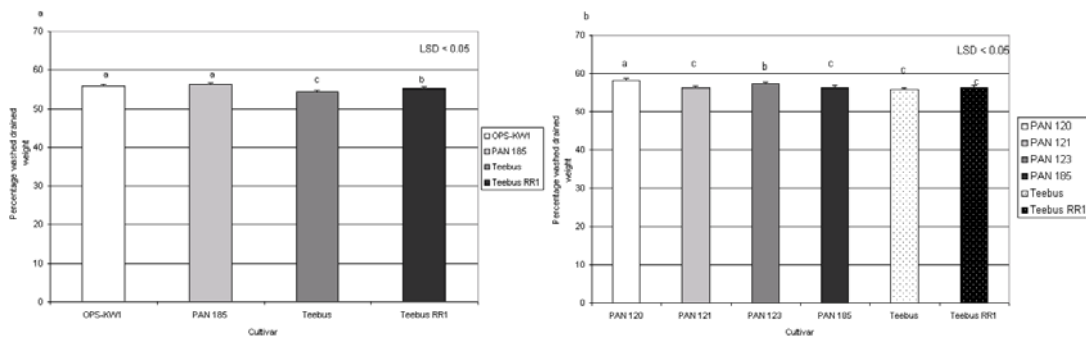 a
70
60
50
40
30
20
10
0
Percentage washed drained
weight
LSD < 0.05
a
a
c
b
OPS-KW1
PAN 185
Teebus
Teebus RR1
Cultivar
OPS-KW1
PAN 185
Teebus
Teebus RR1
b
70
60
50
40
30
20
10
0
Percentage washed drained
weight
LSD < 0.05
a
c
b
c
c
c
PAN 120
PAN 121
PAN 123
PAN 185
Teebus
Teebus RR1
Cultivar
PAN 120
PAN 121
PAN 123
PAN 185
Teebus
Teebus RR1